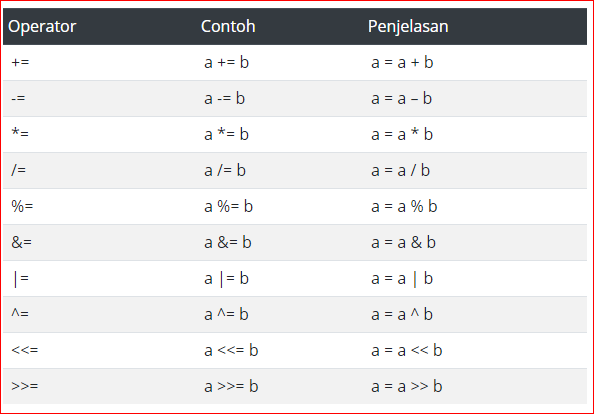 Operator Contoh Penjelasan
+= a += b a = a + b
-= a -= b a = a – b
*= a *= b a = a * b
/= a /= b a = a / b
%= a %= b a = a % b
&= a &= b a = a & b
|= a |= b a = a | b
^= a ^= b a = a ^ b
<<= a <<= b a = a << b
>>= a >>= b a = a >> b